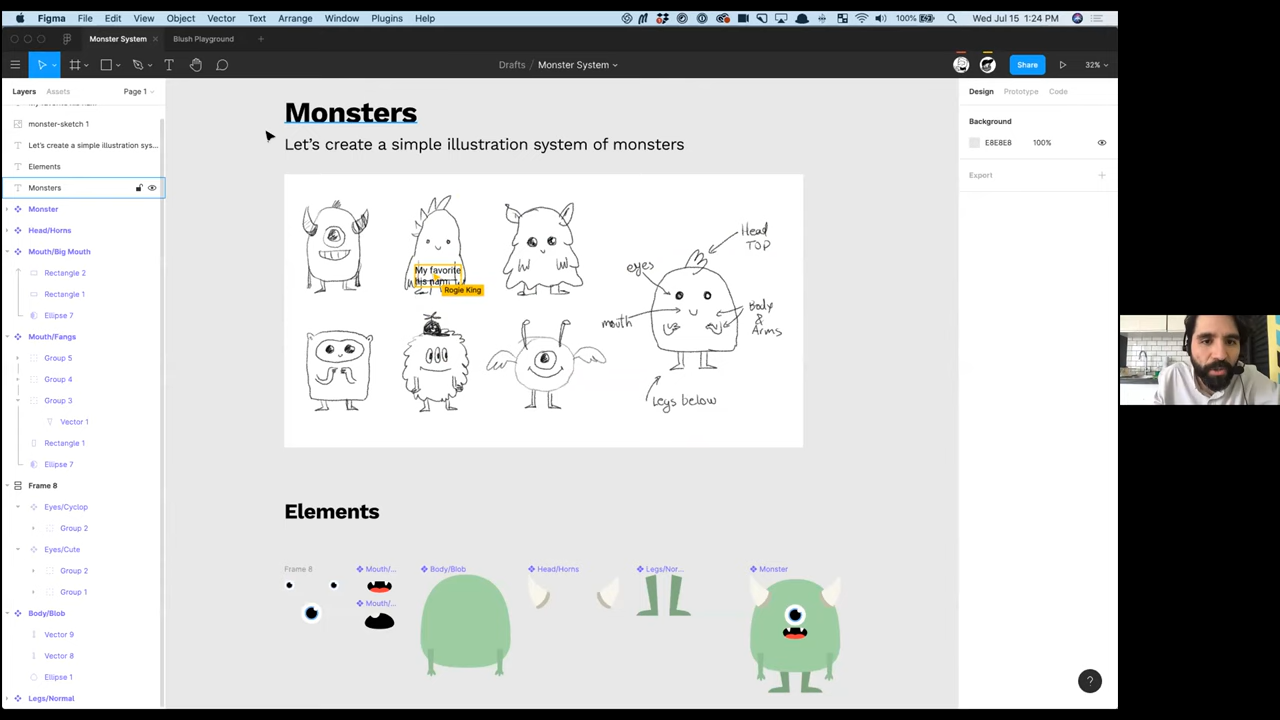 Figma File Edit View Object Vector Text Arrange Window Plugins Help 100% Wed Jul 15 1:24 PM
Monster System Blush Playground
Drafts / Monster System Share 32%
Layers Assets Page 1
monster-sketch 1
Let's create a simple illustration sys...
Elements
Monsters
Monster
Head/Horns
Mouth/Big Mouth
Rectangle 2
Rectangle 1
Ellipse 7
Mouth/Fangs
Group 5
Group 4
Group 3
Vector 1
Rectangle 1
Ellipse 7
Frame 8
Eyes/Cyclop
Group 2
Eyes/Cute
Group 2
Group 1
Body/Blob
Vector 9
Vector 8
Ellipse 1
Legs/Normal
Monsters
Let's create a simple illustration system of monsters
My favorite
his nam
Rogie King
Head
TOP
eyes
mouth
Body
&
Arms
Legs below
Elements
Frame 8 Mouth/... Body/Blob Head/Horns Legs/Nor... Monster
Mouth/...
Design Prototype Code
Background
E8E8E8 100%
Export
?